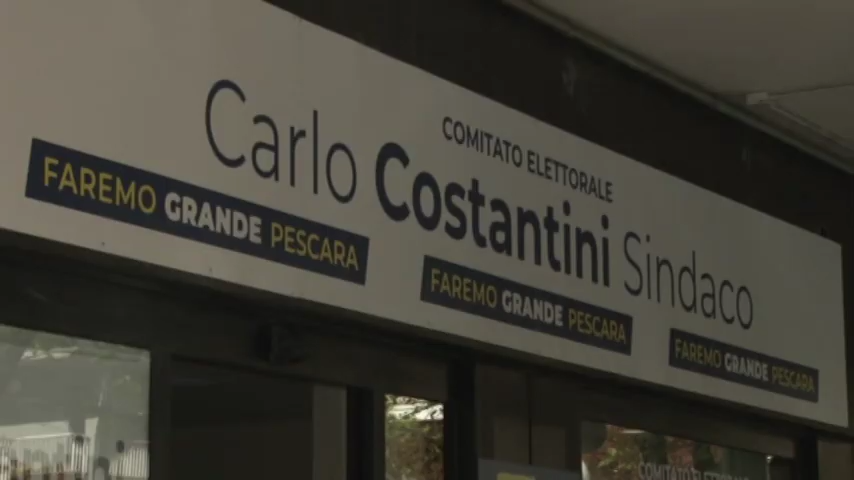 COMITATO ELETTORALE
Carlo Costantini Sindaco
FAREMO GRANDE PESCARA
FAREMO GRANDE PESCARA
FAREMO GRANDE PESCARA
COMITATO ELETTORALE